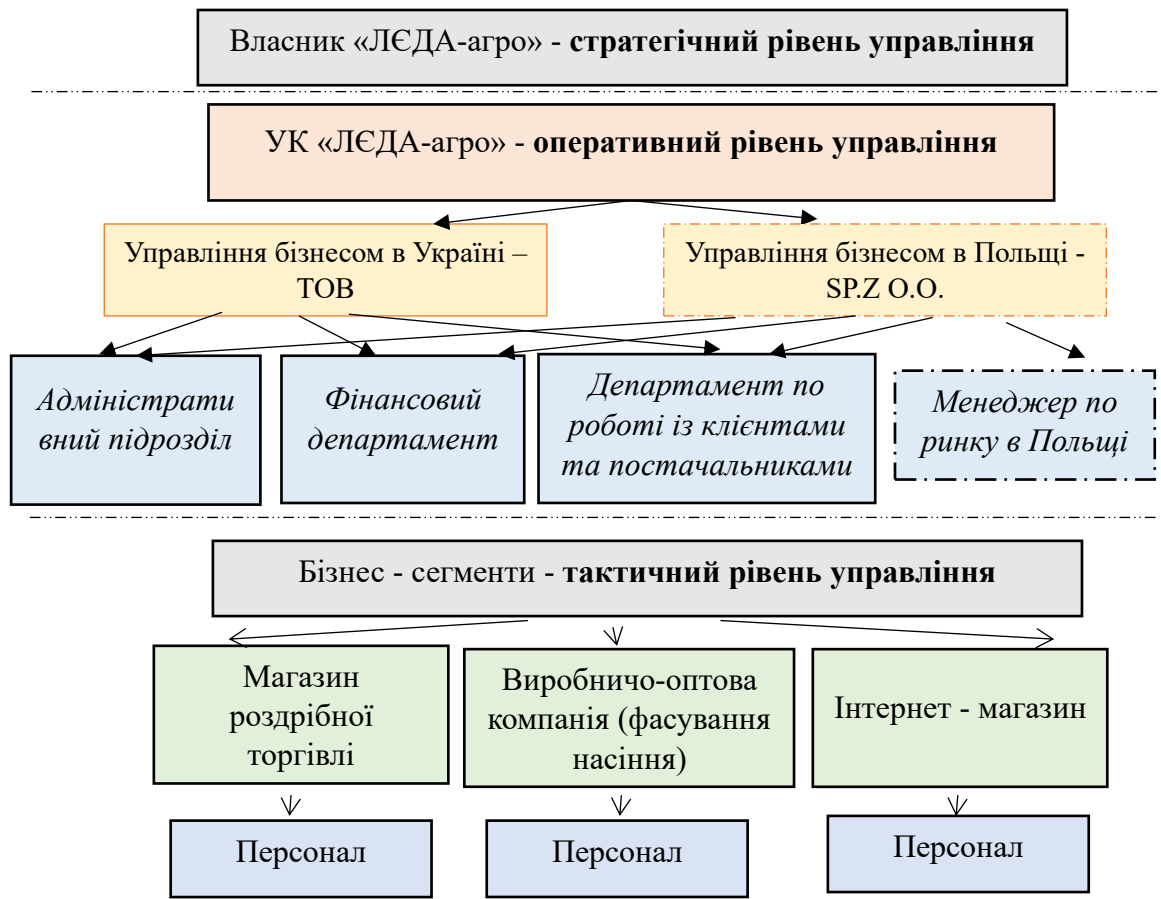 Власник «ЛЄДА-агро» - стратегічний рівень управління
УК «ЛЄДА-агро» - оперативний рівень управління
Управління бізнесом в Україні –
ТОВ
Управління бізнесом в Польщі -
SP.Z O.O.
Адміністрати
вний підрозділ
Фінансовий
департамент
Департамент по
роботі із клієнтами
та постачальниками
Менеджер по
ринку в Польщі
Бізнес - сегменти - тактичний рівень управління
Магазин
роздрібної
торгівлі
Виробничо-оптова
компанія (фасування
насіння)
Інтернет - магазин
Персонал
Персонал
Персонал